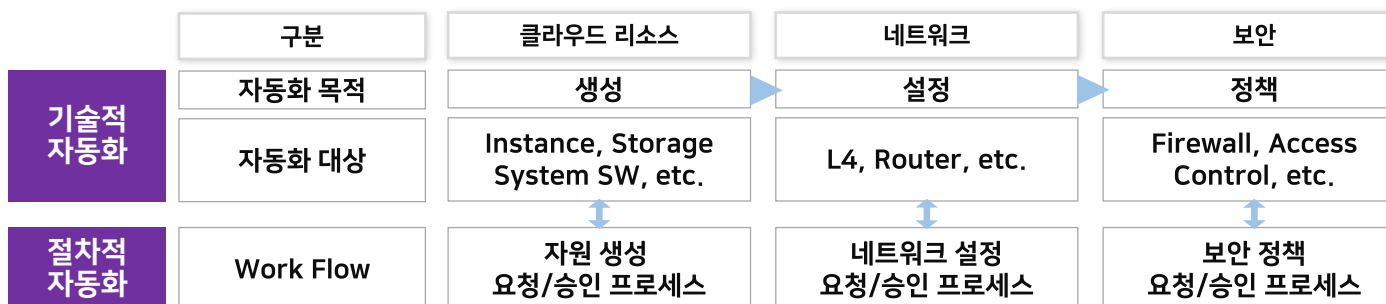 구분
클라우드 리소스
네트워크
보안
기술적
자동화
자동화 목적
생성
설정
정책
자동화 대상
Instance, Storage
System SW, etc.
L4, Router, etc.
Firewall, Access
Control, etc.
절차적
자동화
Work Flow
자원 생성
요청/승인 프로세스
네트워크 설정
요청/승인 프로세스
보안 정책
요청/승인 프로세스